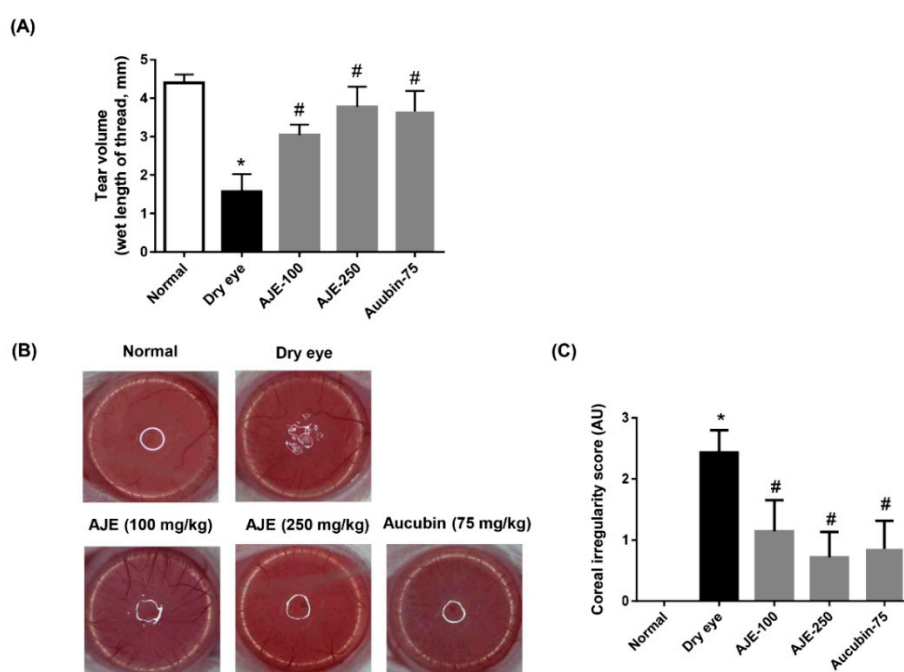 (A)
Tear volume
(wet length of thread, mm)
5
4
3
2
1
0
*
#
#
#
Normal
Dry eye
AJE-100
AJE-250
Auubin-75
(B)
Normal
Dry eye
AJE (100 mg/kg)
AJE (250 mg/kg)
Aucubin (75 mg/kg)
(C)
Coreal irregularity score (AU)
3
2
1
0
*
#
#
#
Normal
Dry eye
AJE-100
AJE-250
Aucubin-75